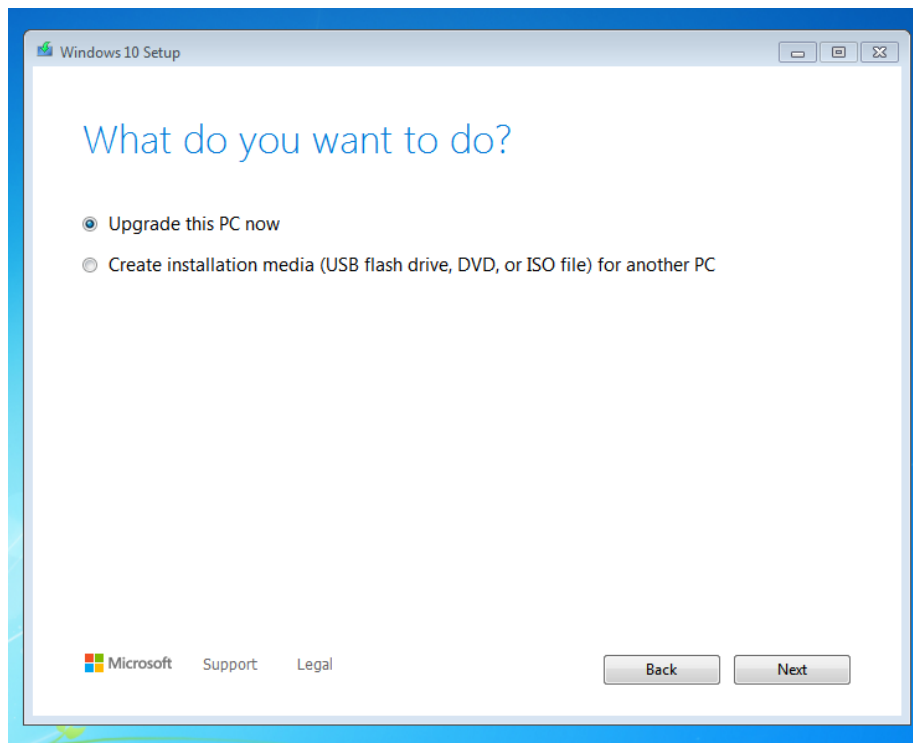 Windows 10 Setup
What do you want to do?
Upgrade this PC now
Create installation media (USB flash drive, DVD, or ISO file) for another PC
Microsoft Support Legal Back Next